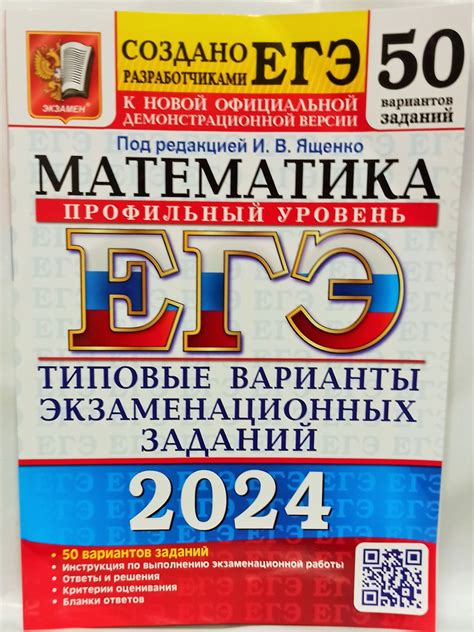 СОЗДАНО
РАЗРАБОТЧИКАМИ ЕГЭ
К НОВОЙ ОФИЦИАЛЬНОЙ
ДЕМОНСТРАЦИОННОЙ ВЕРСИИ
50
вариантов
заданий
ЭКЗАМЕН®
Под редакцией И. В. Ященко
МАТЕМАТИКА
ПРОФИЛЬНЫЙ УРОВЕНЬ
ЕГЭ
ТИПОВЫЕ ВАРИАНТЫ
ЭКЗАМЕНАЦИОННЫХ
ЗАДАНИЙ
2024
• 50 вариантов заданий
• Инструкция по выполнению экзаменационной работы
• Ответы и решения
• Критерии оценивания
• Бланки ответов